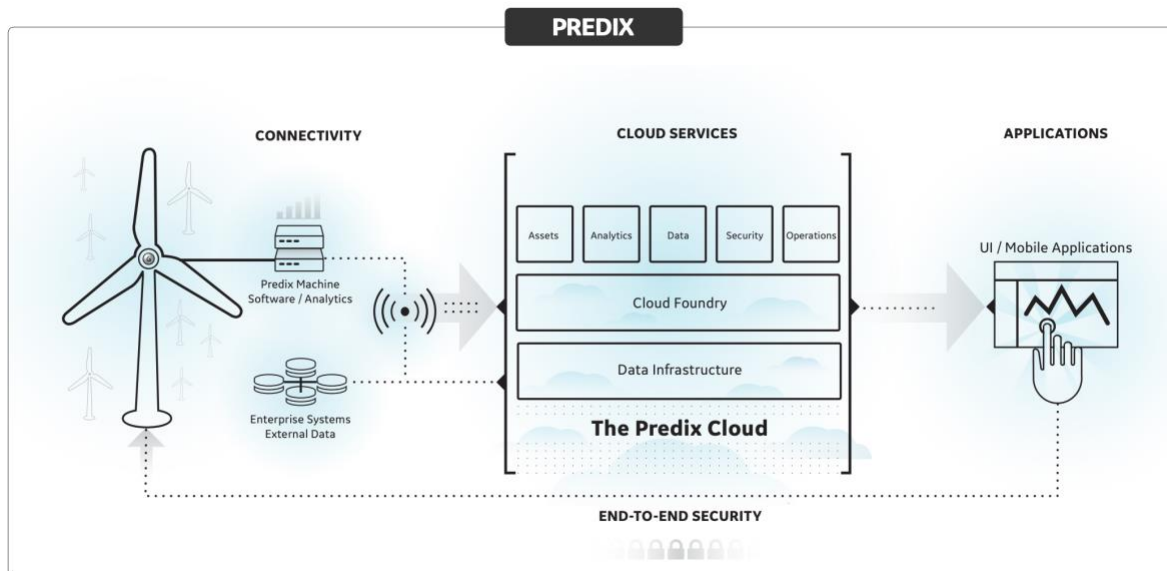 PREDIX
CONNECTIVITY
CLOUD SERVICES
APPLICATIONS
Predix Machine
Software / Analytics
Enterprise Systems
External Data
Assets
Analytics
Data
Security
Operations
Cloud Foundry
Data Infrastructure
The Predix Cloud
UI / Mobile Applications
END-TO-END SECURITY